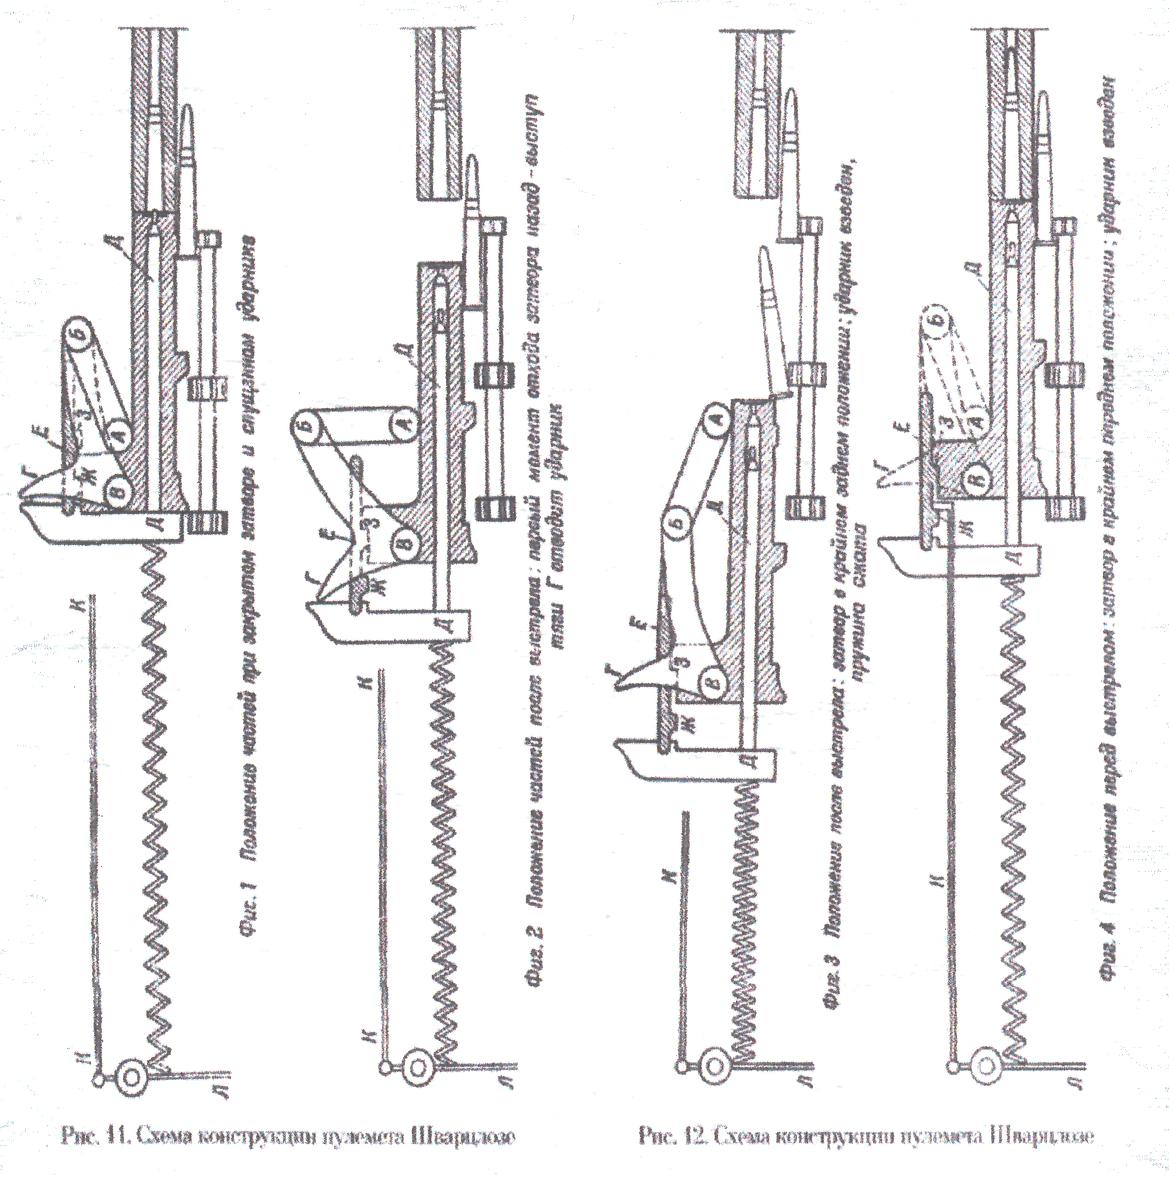 Г
Е
Б
З
Ж
А
В
Д
Д
К
К
Л
Фиг. 1 Положение частей при закрытом затворе и спущенном ударнике
Б
А
Г
Е
З
Ж
В
Д
Д
К
К
Л
Фиг. 2 Положение частей после выстрела: первый момент отхода затвора назад - выступ
тяги Г отводит ударник
Рис. 11. Схема конструкции пулемета Шварцлозе
А
Б
Г
Е
З
Ж
В
Д
Д
К
Л
Фиг. 3 Положение после выстрела: затвор в крайнем заднем положении; ударник взведен,
пружина сжата
Г
Е
Б
З
А
В
Ж
Д
Д
К
Л
Фиг. 4 Положение перед выстрелом: затвор в крайнем переднем положении; ударник взведен
Рис. 12. Схема конструкции пулемета Шварцлозе